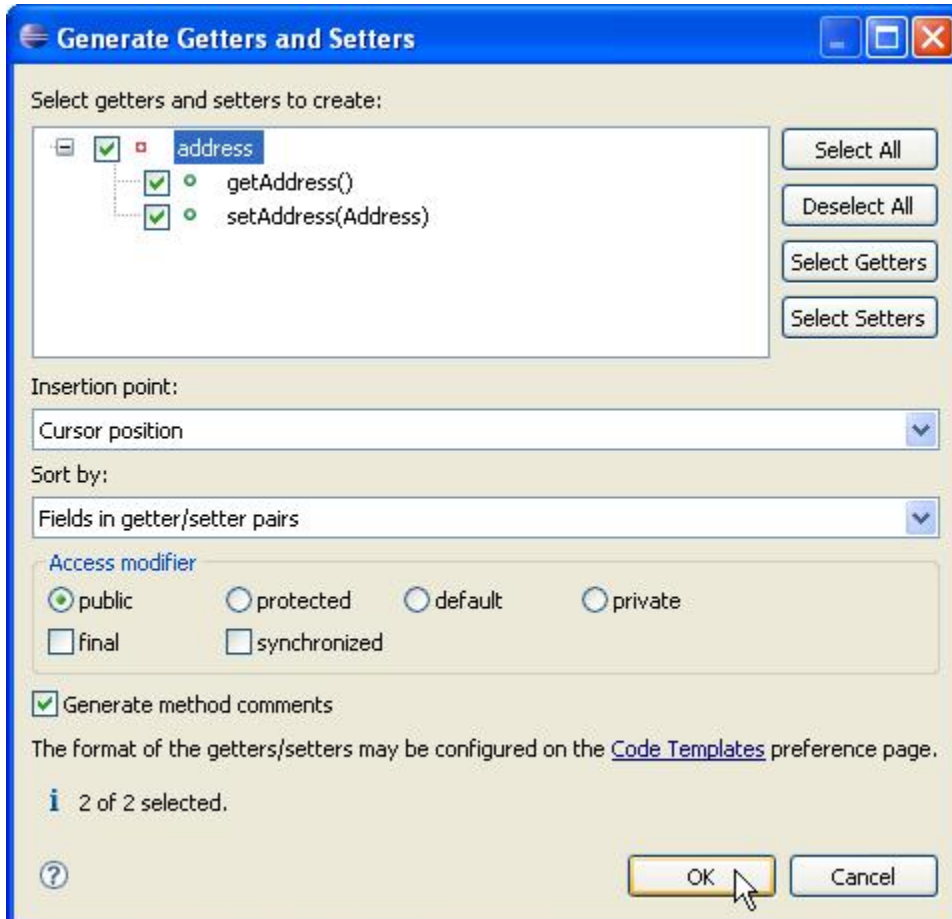 Generate Getters and Setters
Select getters and setters to create:
address
getAddress()
setAddress(Address)
Select All
Deselect All
Select Getters
Select Setters
Insertion point:
Cursor position
Sort by:
Fields in getter/setter pairs
Access modifier
public protected default private
final synchronized
Generate method comments
The format of the getters/setters may be configured on the Code Templates preference page.
i 2 of 2 selected.
? OK Cancel